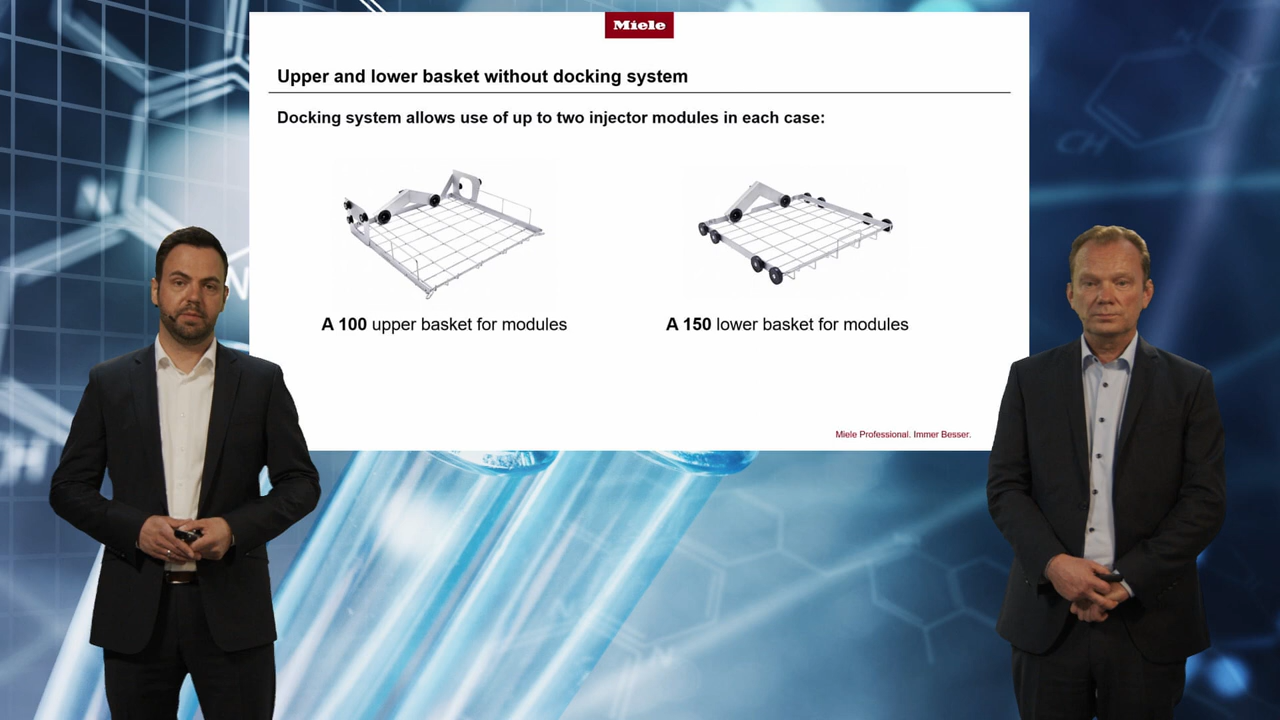 Miele
Upper and lower basket without docking system
Docking system allows use of up to two injector modules in each case:
A 100 upper basket for modules
A 150 lower basket for modules
Miele Professional. Immer Besser.
CH
N
H
N